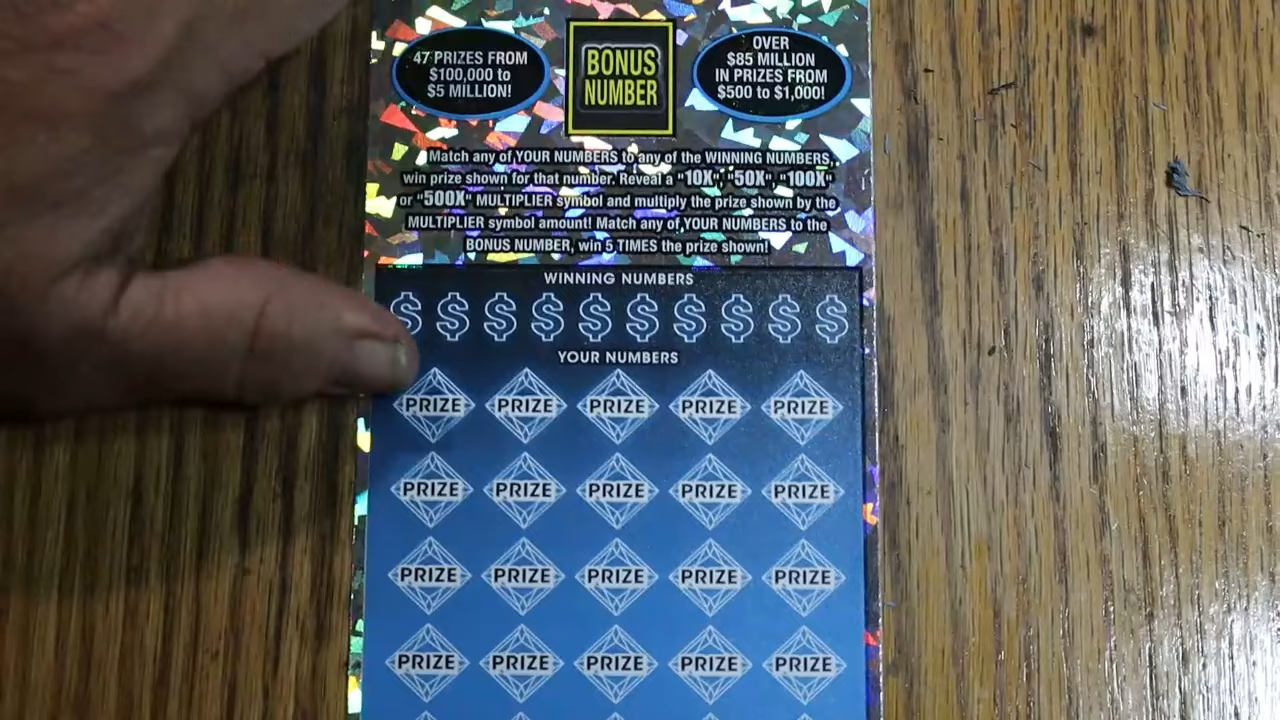 47 PRIZES FROM
$100,000 to
$5 MILLION!
BONUS
NUMBER
OVER
$85 MILLION
IN PRIZES FROM
$500 to $1,000!
Match any of YOUR NUMBERS to any of the WINNING NUMBERS,
win prize shown for that number. Reveal a "10X", "50X", "100X"
or "500X" MULTIPLIER symbol and multiply the prize shown by the
MULTIPLIER symbol amount! Match any of YOUR NUMBERS to the
BONUS NUMBER, win 5 TIMES the prize shown!
WINNING NUMBERS
$ $ $ $ $ $ $ $ $ $
YOUR NUMBERS
PRIZE PRIZE PRIZE PRIZE PRIZE
PRIZE PRIZE PRIZE PRIZE PRIZE
PRIZE PRIZE PRIZE PRIZE PRIZE
PRIZE PRIZE PRIZE PRIZE PRIZE